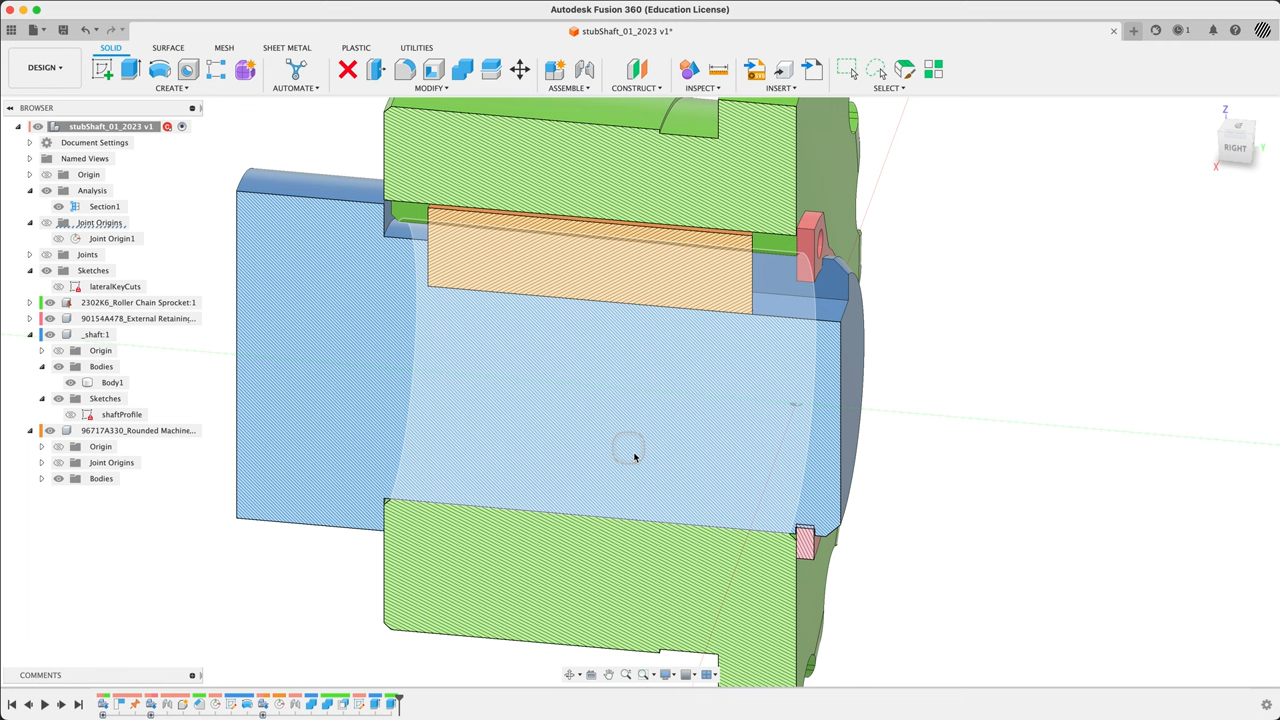 Autodesk Fusion 360 (Education License)
stubShaft_01_2023 v1*
1
SOLID SURFACE MESH SHEET METAL PLASTIC UTILITIES
DESIGN
CREATE AUTOMATE MODIFY ASSEMBLE CONSTRUCT INSPECT INSERT SELECT
BROWSER
stubShaft_01_2023 v1
Document Settings
Named Views
Origin
Analysis
Section1
Joint Origins
Joint Origin1
Joints
Sketches
lateralKeyCuts
2302K6_Roller Chain Sprocket:1
90154A478_External Retaining...
_shaft:1
Origin
Bodies
Body1
Sketches
shaftProfile
96717A330_Rounded Machine...
Origin
Joint Origins
Bodies
Z
RIGHT
Y
X
COMMENTS